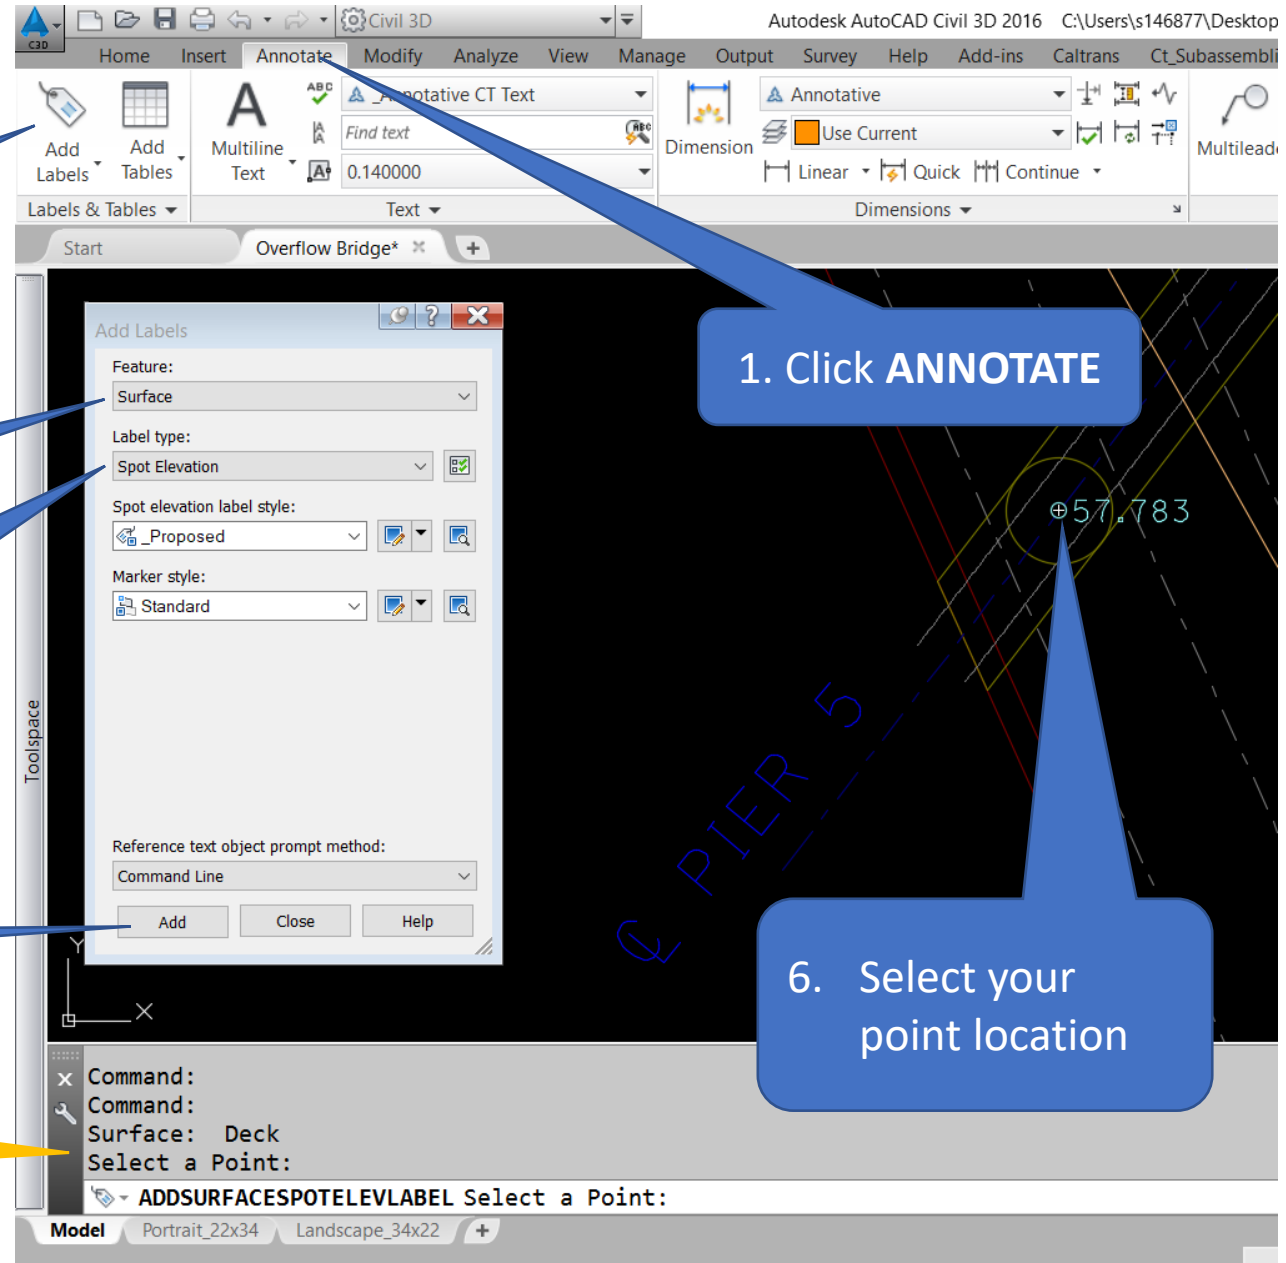 Civil 3D
Autodesk AutoCAD Civil 3D 2016 C:\Users\s146877\Desktop
C3D
Home Insert Annotate Modify Analyze View Manage Output Survey Help Add-ins Caltrans Ct_Subassembli
Add Labels
Add Tables
Multiline Text
ABC
_Annotative CT Text
Find text
ABC
0.140000
Dimension
Annotative
Use Current
Linear Quick Continue
Multileade
Labels & Tables
Text
Dimensions
Start
Overflow Bridge*
Add Labels
Feature:
Surface
Label type:
Spot Elevation
Spot elevation label style:
_Proposed
Marker style:
Standard
Reference text object prompt method:
Command Line
Add Close Help
Toolspace
1. Click ANNOTATE
57.783
℄ PIER 5
6. Select your
point location
Y
X
Command:
Command:
Surface: Deck
Select a Point:
ADDSURFACESPOTELEVLABEL Select a Point:
Model Portrait_22x34 Landscape_34x22